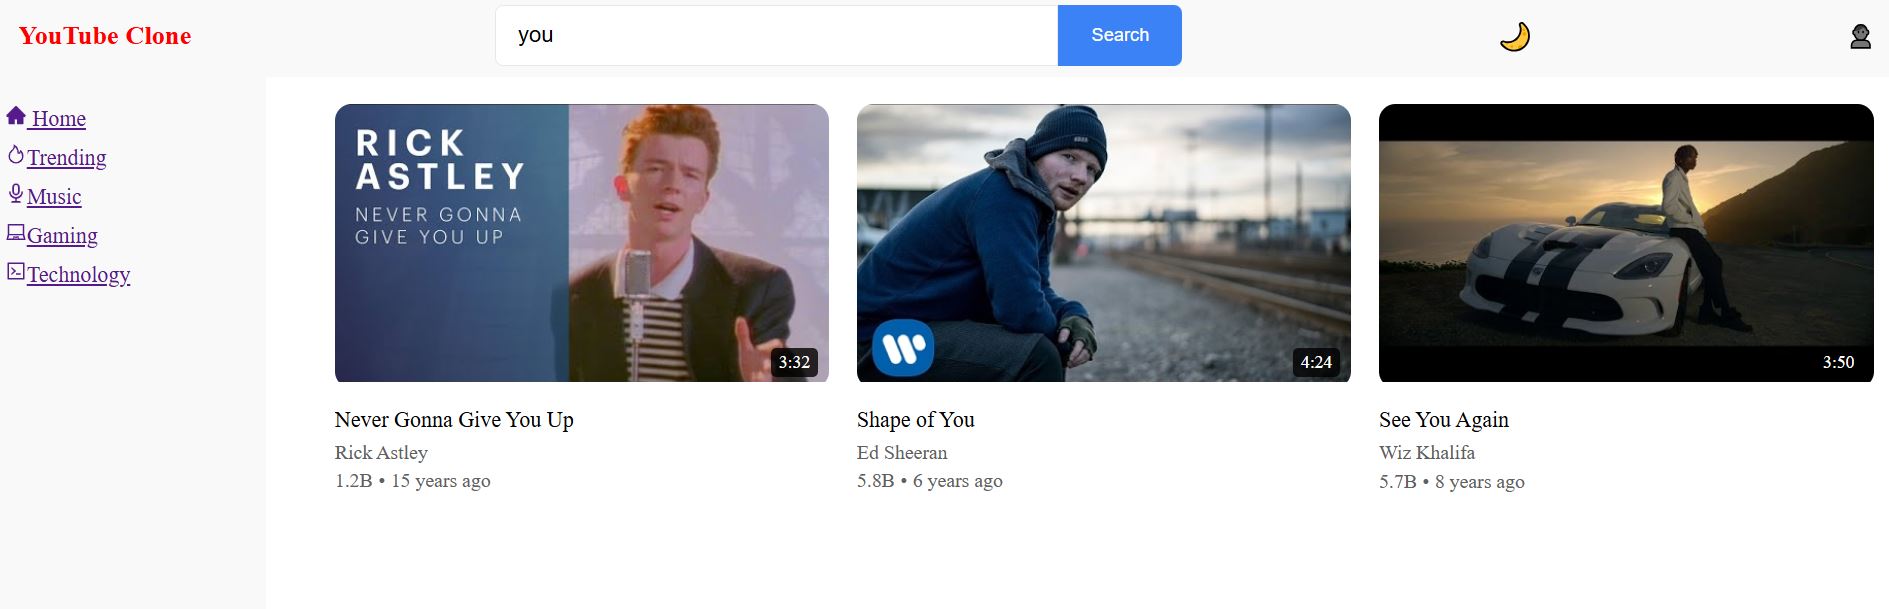 YouTube Clone
you
Search
Home
Trending
Music
Gaming
Technology
RICK
ASTLEY
NEVER GONNA
GIVE YOU UP
3:32
4:24
3:50
Never Gonna Give You Up
Rick Astley
1.2B • 15 years ago
Shape of You
Ed Sheeran
5.8B • 6 years ago
See You Again
Wiz Khalifa
5.7B • 8 years ago